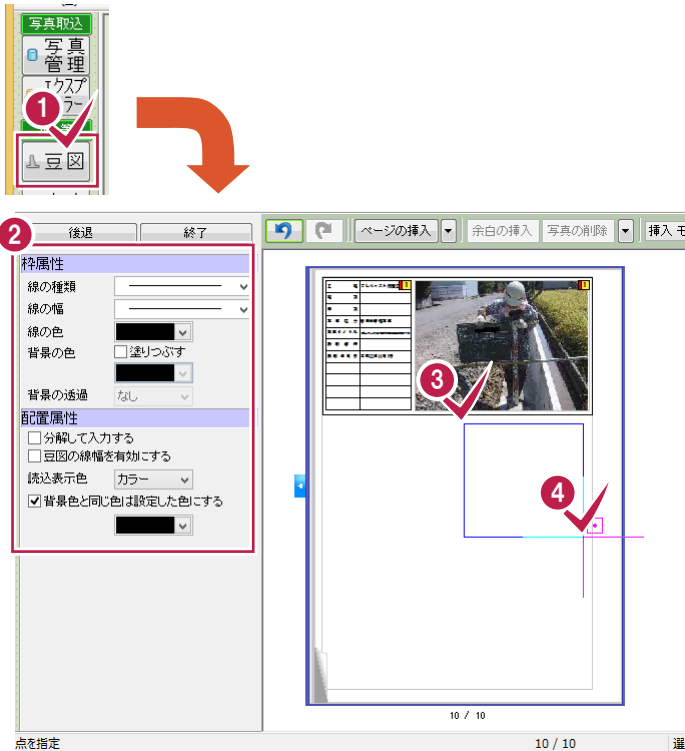 写真取込
写真
管理
エクスプ
ラー
1
豆図
2
後退 終了
ページの挿入 余白の挿入 写真の削除 挿入モ
枠属性
線の種類
線の幅
線の色
背景の色 塗りつぶす
背景の透過 なし
配置属性
分解して入力する
豆図の線幅を有効にする
読込表示色 カラー
背景色と同じ色は設定した色にする
3
4
10 / 10
点を指定 10 / 10 選